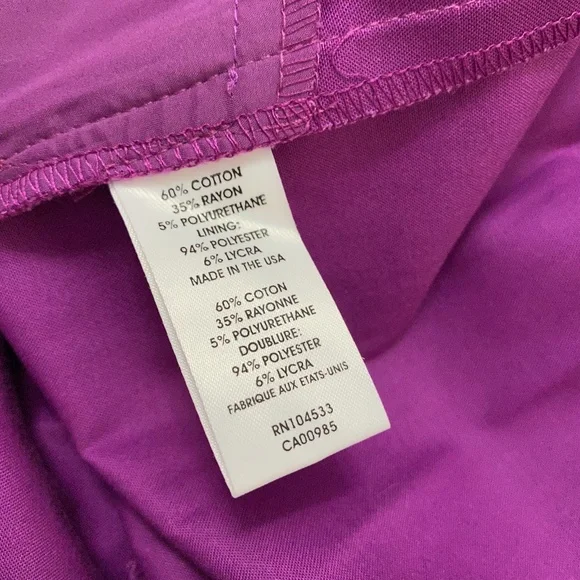 60% COTTON
35% RAYON
5% POLYURETHANE
LINING:
94% POLYESTER
6% LYCRA
MADE IN THE USA
60% COTON
35% RAYONNE
5% POLYURETHANE
DOUBLURE:
94% POLYESTER
6% LYCRA
FABRIQUE AUX ETATS-UNIS
RN104533
CA00985